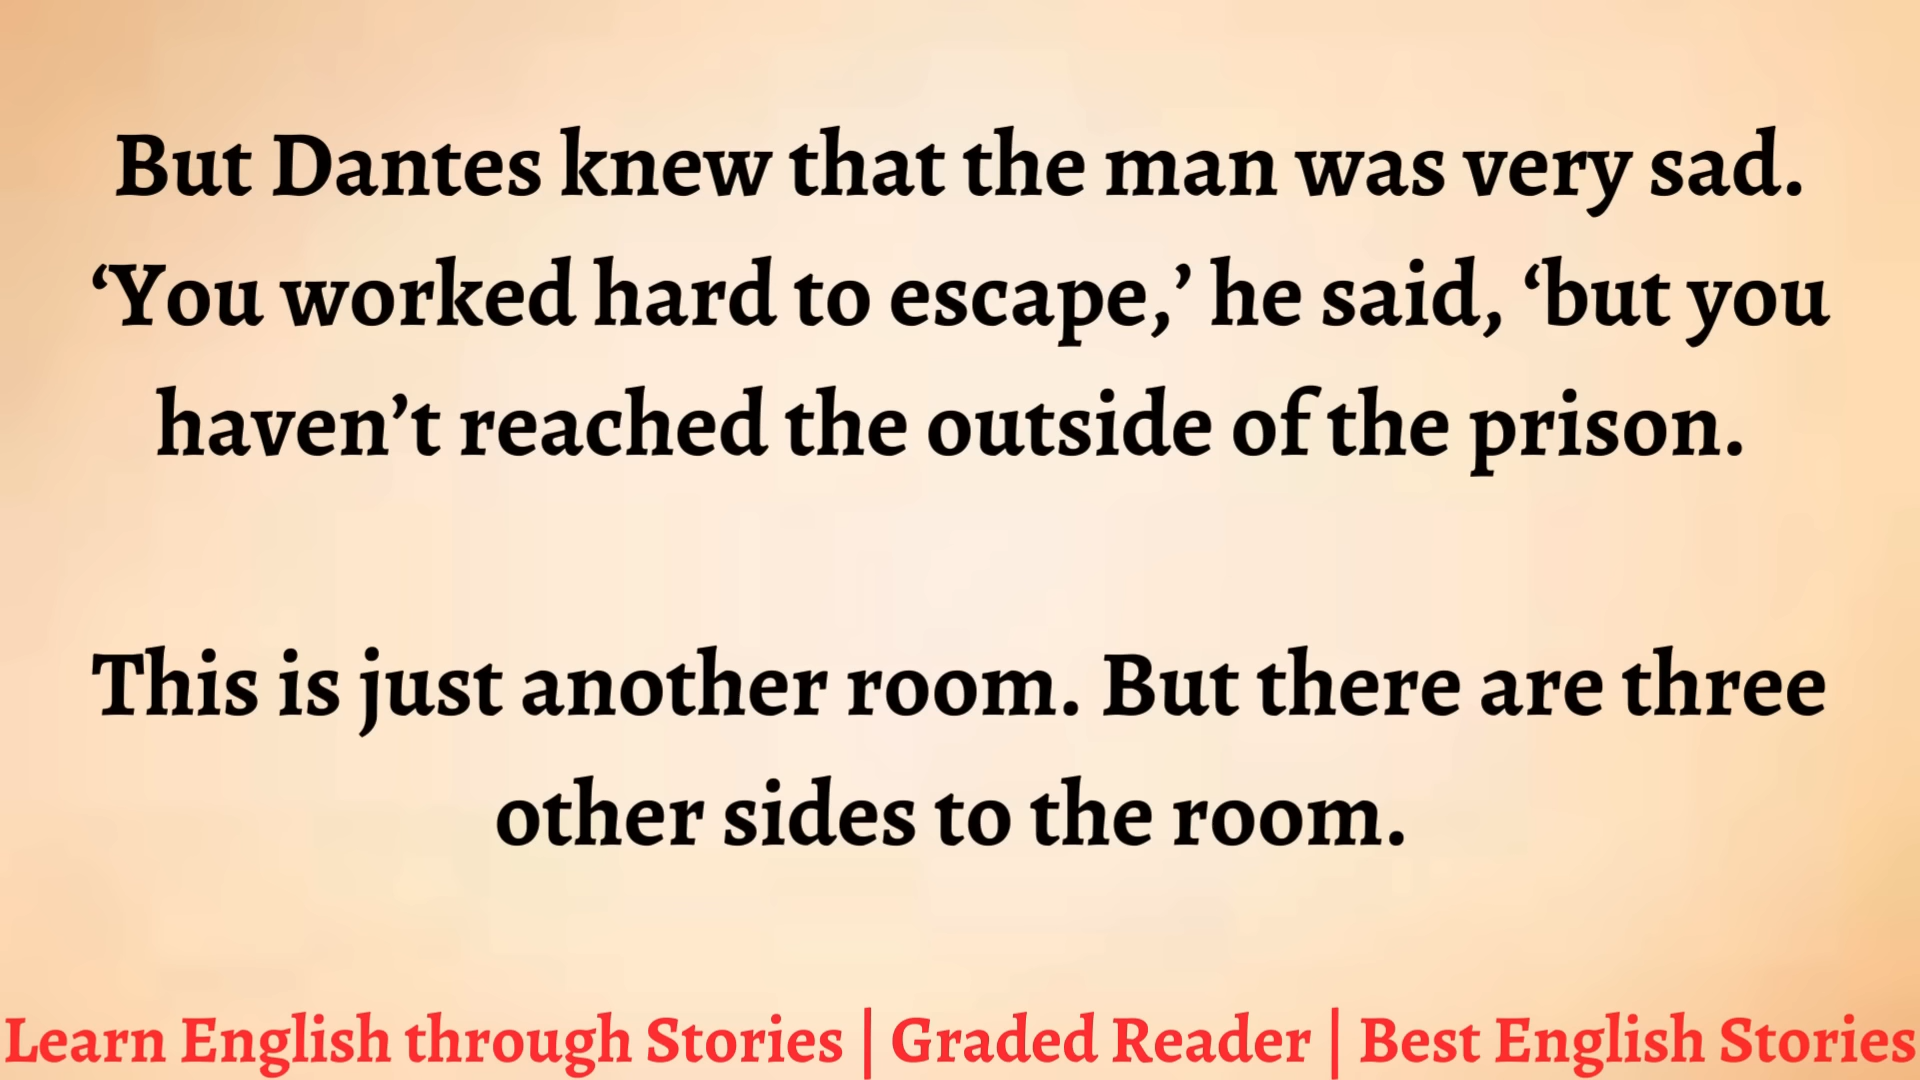 But Dantes knew that the man was very sad.
‘You worked hard to escape,’ he said, ‘but you
haven’t reached the outside of the prison.
This is just another room. But there are three
other sides to the room.
Learn English through Stories | Graded Reader | Best English Stories